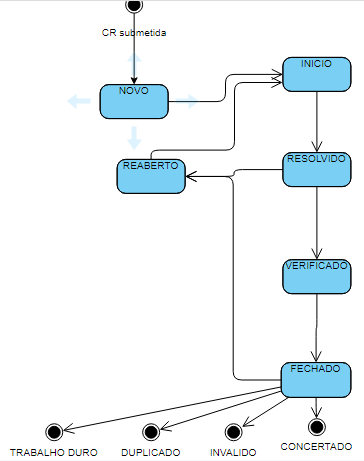 CR submetida
NOVO
INICIO
REABERTO
RESOLVIDO
VERIFICADO
FECHADO
TRABALHO DURO
DUPLICADO
INVALIDO
CONCERTADO